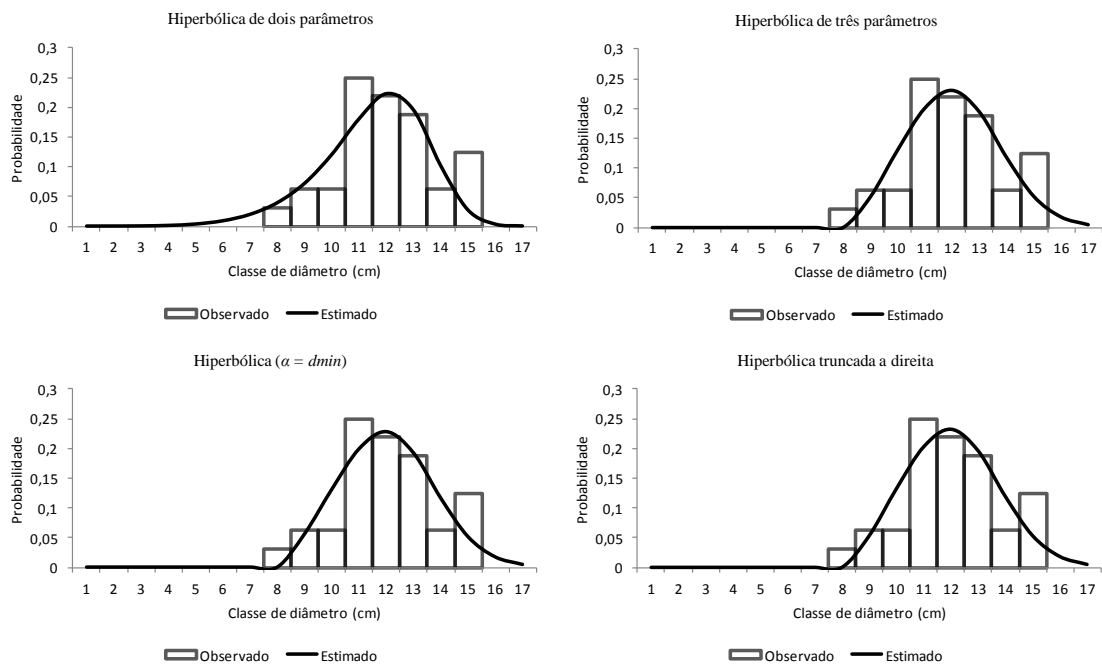 Hiperbólica de dois parâmetros
0,3
0,25
0,2
0,15
0,1
0,05
0
Probabilidade
1 2 3 4 5 6 7 8 9 10 11 12 13 14 15 16 17
Classe de diâmetro (cm)
Observado Estimado
Hiperbólica de três parâmetros
0,3
0,25
0,2
0,15
0,1
0,05
0
Probabilidade
1 2 3 4 5 6 7 8 9 10 11 12 13 14 15 16 17
Classe de diâmetro (cm)
Observado Estimado
Hiperbólica (α = dmin)
0,3
0,25
0,2
0,15
0,1
0,05
0
Probabilidade
1 2 3 4 5 6 7 8 9 10 11 12 13 14 15 16 17
Classe de diâmetro (cm)
Observado Estimado
Hiperbólica truncada a direita
0,3
0,25
0,2
0,15
0,1
0,05
0
Probabilidade
1 2 3 4 5 6 7 8 9 10 11 12 13 14 15 16 17
Classe de diâmetro (cm)
Observado Estimado